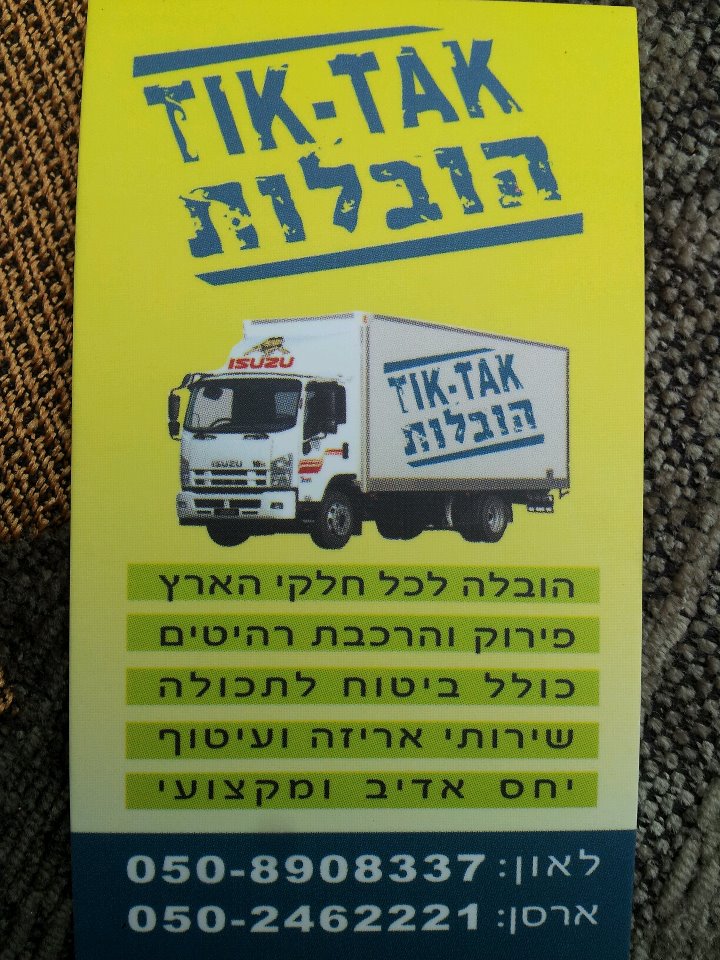 TIK-TAK
הובלות
ISUZU
TIK-TAK
הובלות
ISUZU
הובלה לכל חלקי הארץ
פירוק והרכבת רהיטים
כולל ביטוח לתכולה
שירותי אריזה ועיטוף
יחס אדיב ומקצועי
לאון: 050-8908337
ארסן: 050-2462221